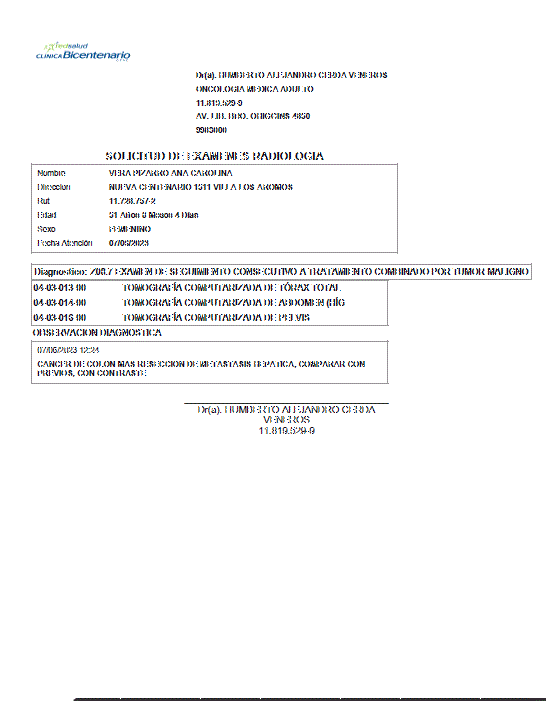 redsalud
CLINICA Bicentenario
Dr(a). HUMBERTO ALEJANDRO CERDA VENEROS
ONCOLOGIA MEDICA ADULTO
11.819.529-9
AV. LIB. BDO. OHIGGINS 4850
SOLICITUD DE EXAMENES RADIOLOGIA
Nombre VERA PIZARRO ANA CAROLINA
Direccion NUEVA CENTENARIO 1511 VILLA LOS AROMOS
Rut 11.728.757-2
Edad 51 Años 8 Meses 4 Dias
Sexo FEMENINO
Fecha Atención 07/06/2023
Diagnostico: Z08.7 EXAMEN DE SEGUIMIENTO CONSECUTIVO A TRATAMIENTO COMBINADO POR TUMOR MALIGNO
04-03-013-00 TOMOGRAFÍA COMPUTARIZADA DE TÓRAX TOTAL
04-03-014-00 TOMOGRAFÍA COMPUTARIZADA DE ABDOMEN (HÍG
04-03-016-00 TOMOGRAFÍA COMPUTARIZADA DE PELVIS
OBSERVACION DIAGNOSTICA
07/06/2023 12:24
CANCER DE COLON MAS RESECCION DE METASTASIS HEPATICA, COMPARAR CON
PREVIOS, CON CONTRASTE
Dr(a). HUMBERTO ALEJANDRO CERDA
VENEROS
11.819.529-9